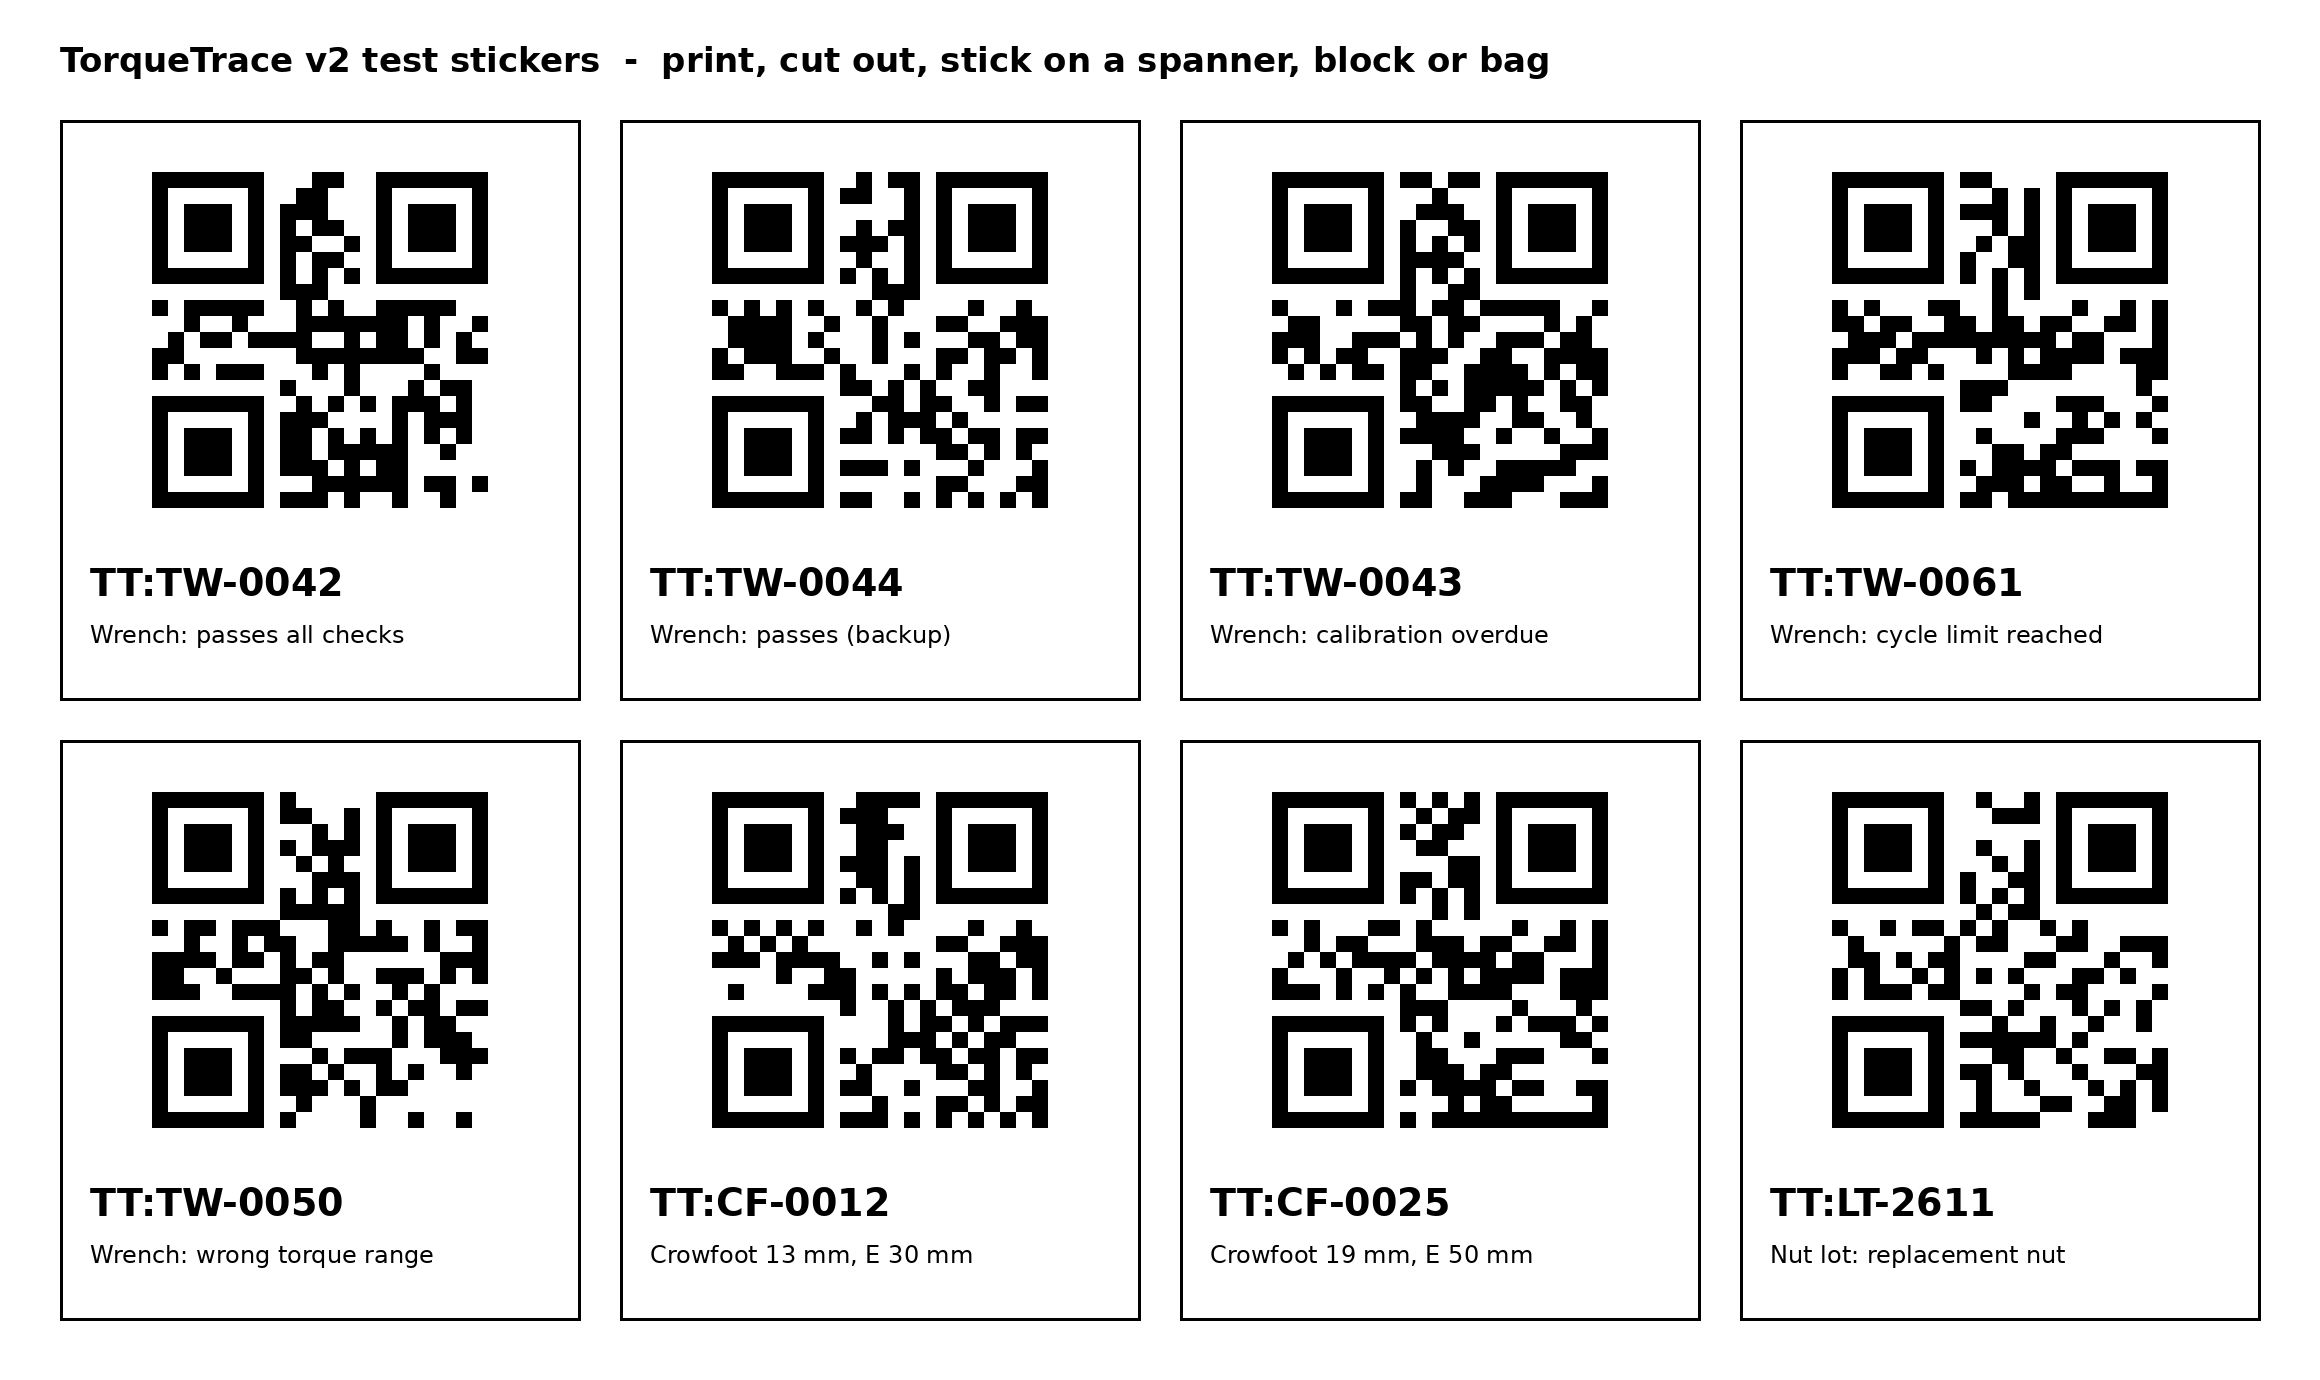 TorqueTrace v2 test stickers - print, cut out, stick on a spanner, block or bag
TT:TW-0042
Wrench: passes all checks
TT:TW-0044
Wrench: passes (backup)
TT:TW-0043
Wrench: calibration overdue
TT:TW-0061
Wrench: cycle limit reached
TT:TW-0050
Wrench: wrong torque range
TT:CF-0012
Crowfoot 13 mm, E 30 mm
TT:CF-0025
Crowfoot 19 mm, E 50 mm
TT:LT-2611
Nut lot: replacement nut